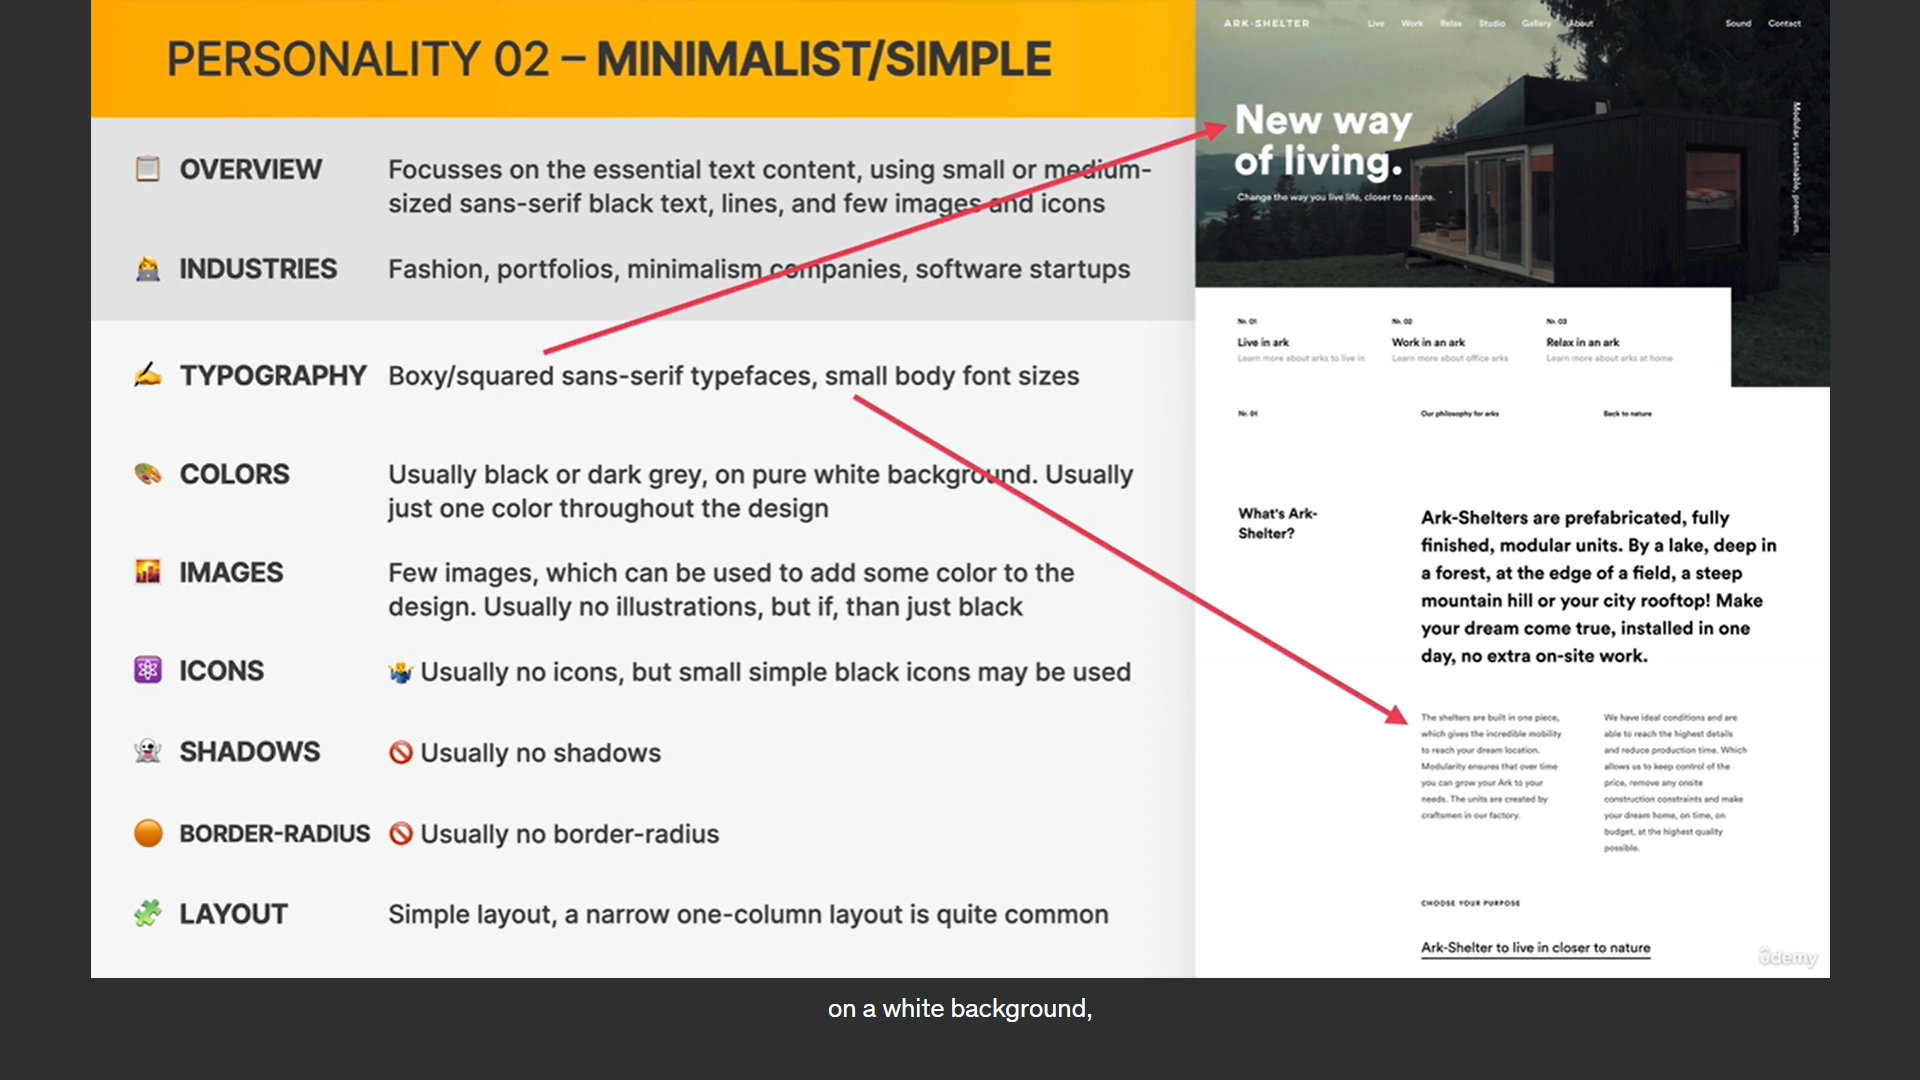 PERSONALITY 02 – MINIMALIST/SIMPLE
OVERVIEW
Focusses on the essential text content, using small or medium-
sized sans-serif black text, lines, and few images and icons
INDUSTRIES
Fashion, portfolios, minimalism companies, software startups
TYPOGRAPHY
Boxy/squared sans-serif typefaces, small body font sizes
COLORS
Usually black or dark grey, on pure white background. Usually
just one color throughout the design
IMAGES
Few images, which can be used to add some color to the
design. Usually no illustrations, but if, than just black
ICONS
Usually no icons, but small simple black icons may be used
SHADOWS
Usually no shadows
BORDER-RADIUS
Usually no border-radius
LAYOUT
Simple layout, a narrow one-column layout is quite common
ARK-SHELTER
Live Work Relax Studio Gallery About
Sound Contact
New way
of living.
Change the way you live life, closer to nature.
Modular, sustainable, premium.
Nr. 01
Live in ark
Learn more about arks to live in
Nr. 02
Work in an ark
Learn more about office arks
Nr. 03
Relax in an ark
Learn more about arks at home
Nr. 01
Our philosophy for arks
Back to nature
What's Ark-
Shelter?
Ark-Shelters are prefabricated, fully
finished, modular units. By a lake, deep in
a forest, at the edge of a field, a steep
mountain hill or your city rooftop! Make
your dream come true, installed in one
day, no extra on-site work.
The shelters are built in one piece,
which gives the incredible mobility
to reach your dream location.
Modularity ensures that over time
you can grow your Ark to your
needs. The units are created by
craftsmen in our factory.
We have ideal conditions and are
able to reach the highest details
and reduce production time. Which
allows us to keep control of the
price, remove any onsite
construction constraints and make
your dream home, on time, on
budget, at the highest quality
possible.
CHOOSE YOUR PURPOSE
Ark-Shelter to live in closer to nature
ûdemy
on a white background,